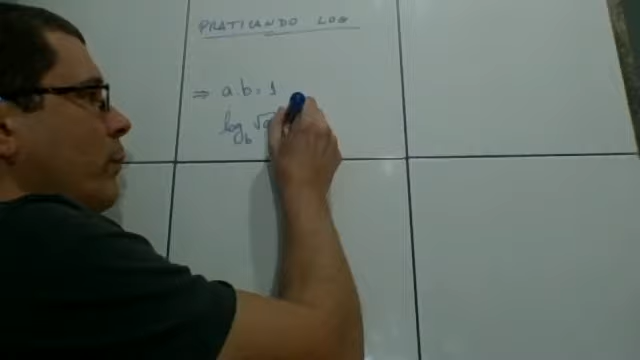 PRATICANDO LOG
⇒ a.b = 1
log_b √a